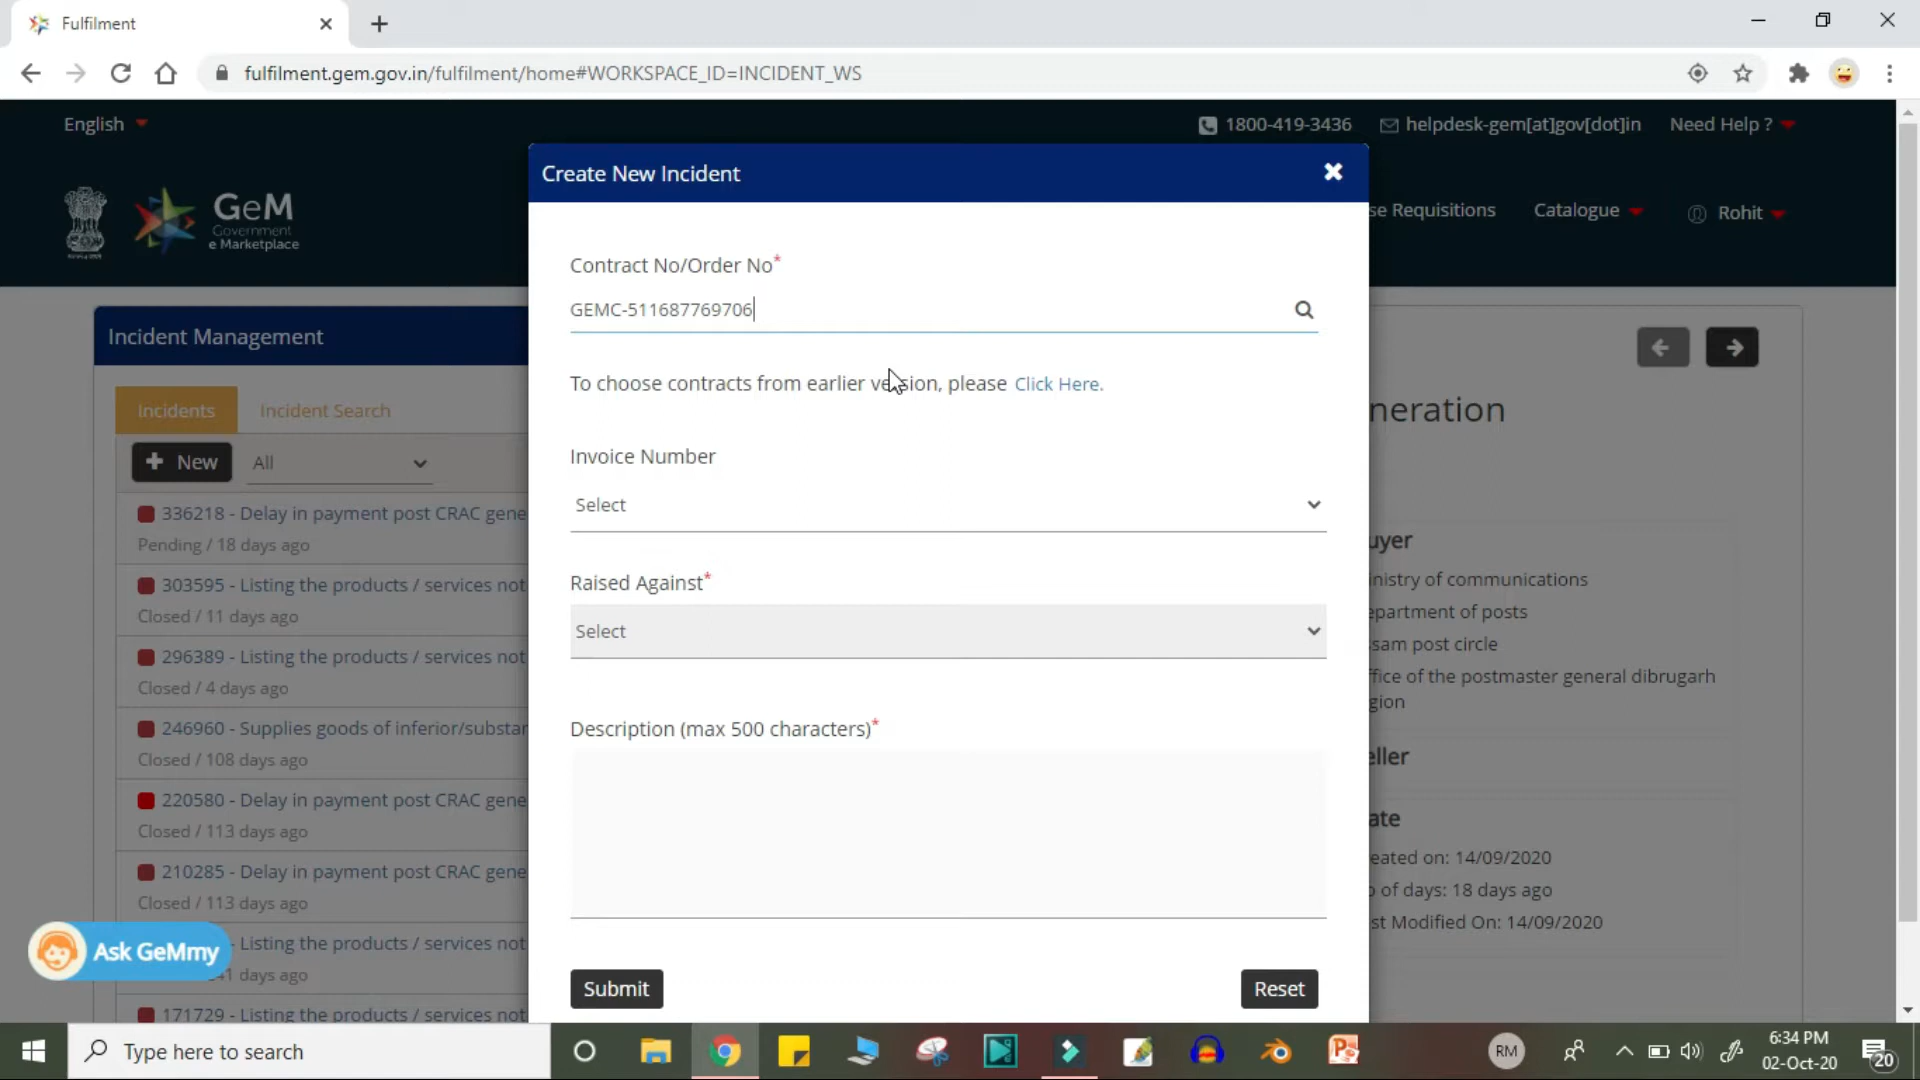 Fulfilment
fulfilment.gem.gov.in/fulfilment/home#WORKSPACE_ID=INCIDENT_WS
English
1800-419-3436
helpdesk-gem[at]gov[dot]in
Need Help ?
GeM
Government
e Marketplace
se Requisitions
Catalogue
Rohit
Create New Incident
Contract No/Order No*
GEMC-511687769706
To choose contracts from earlier version, please Click Here.
Invoice Number
Select
Raised Against*
Select
Description (max 500 characters)*
Submit
Reset
Incident Management
Incidents
Incident Search
+ New
All
336218 - Delay in payment post CRAC gene
Pending / 18 days ago
303595 - Listing the products / services not
Closed / 11 days ago
296389 - Listing the products / services not
Closed / 4 days ago
246960 - Supplies goods of inferior/substan
Closed / 108 days ago
220580 - Delay in payment post CRAC gene
Closed / 113 days ago
210285 - Delay in payment post CRAC gene
Closed / 113 days ago
- Listing the products / services not
41 days ago
171729 - Listing the products / services not
Ask GeMmy
neration
uyer
inistry of communications
epartment of posts
ssam post circle
ffice of the postmaster general dibrugarh
gion
eller
ate
eated on: 14/09/2020
o of days: 18 days ago
st Modified On: 14/09/2020
Type here to search
RM
6:34 PM
02-Oct-20
20